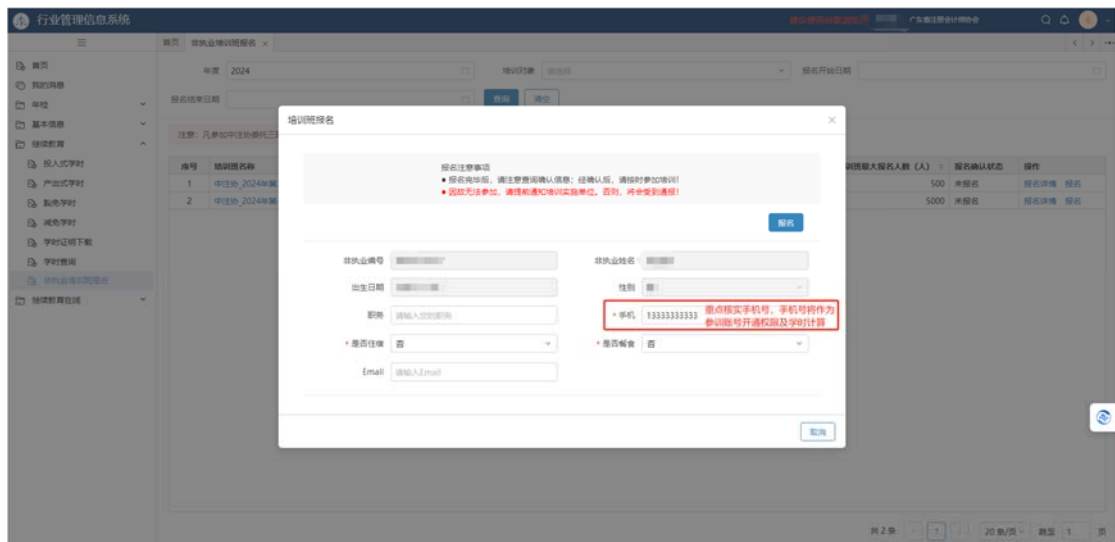 行业管理信息系统
广东省注册会计师协会
首页 非执业培训班报名 ×
首页
我的消息
年检
基本信息
继续教育
投入式学时
产出式学时
豁免学时
减免学时
学时证明下载
学时查询
非执业培训班报名
继续教育在线
年度 2024
培训对象 请选择
报名开始日期
报名结束日期
查询 清空
注意：凡参加中注协委托三
序号 培训班名称
训班最大报名人数（人） 报名确认状态 操作
1 中注协_2024年第
500 未报名 报名详情 报名
2 中注协_2024年第
5000 未报名 报名详情 报名
培训班报名 ×
报名注意事项
● 报名完毕后，请注意查询确认信息；经确认后，请按时参加培训！
● 因故无法参加，请提前通知培训实施单位。否则，将会受到通报！
报名
非执业编号
非执业姓名
出生日期
性别
职务 请输入您的职务
* 手机 13333333333
重点核实手机号，手机号将作为
参训账号开通权限及学时计算
* 是否住宿 否
* 是否餐食 否
Email 请输入Email
取消
共 2 条 1 20 条/页 跳至 1 页